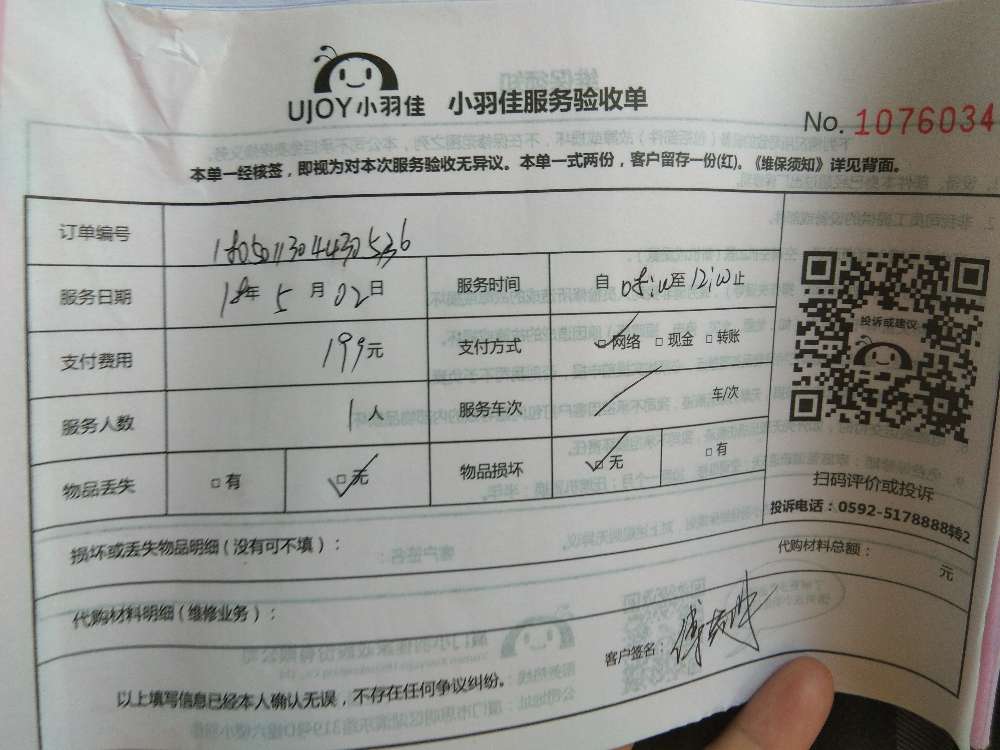 UJOY小羽佳 小羽佳服务验收单
No. 1076034
本单一经核签，即视为对本次服务验收无异议。本单一式两份，客户留存一份(红)。《维保须知》详见背面。
订单编号 180501130443053536
服务日期 18年 5 月 02 日 服务时间 自 08:00 至 12:00 止
支付费用 199元 支付方式 网络 现金 转账
服务人数 1人 服务车次 车/次
物品丢失 有 无 物品损坏 无 有
投诉或建议
扫码评价或投诉
投诉电话：0592-5178888转2
损坏或丢失物品明细(没有可不填)：
代购材料总额： 元
代购材料明细(维修业务)：
客户签名：
以上填写信息已经本人确认无误，不存在任何争议纠纷。